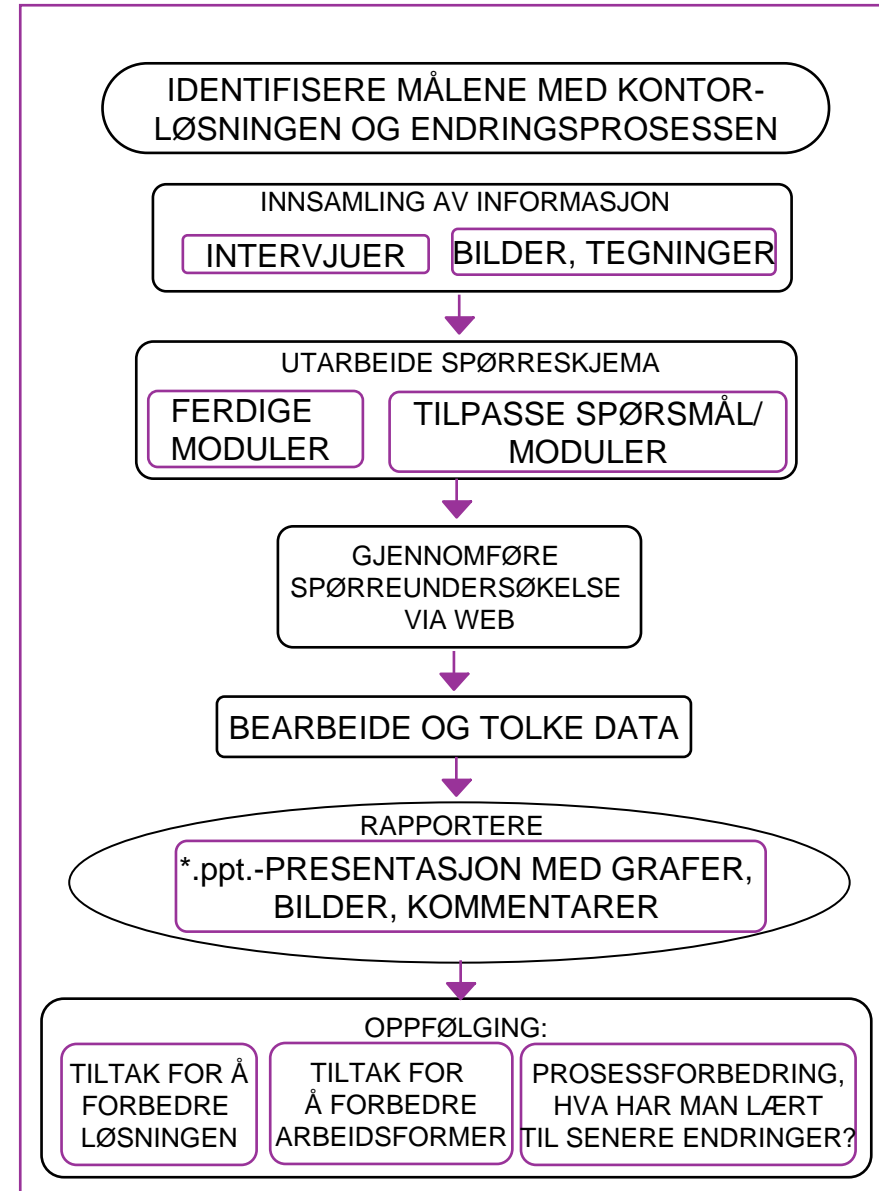 IDENTIFISERE MÅLENE MED KONTOR-
LØSNINGEN OG ENDRINGSPROSESSEN
INNSAMLING AV INFORMASJON
INTERVJUER
BILDER, TEGNINGER
UTARBEIDE SPØRRESKJEMA
FERDIGE
MODULER
TILPASSE SPØRSMÅL/
MODULER
GJENNOMFØRE
SPØRREUNDERSØKELSE
VIA WEB
BEARBEIDE OG TOLKE DATA
RAPPORTERE
*.ppt.-PRESENTASJON MED GRAFER,
BILDER, KOMMENTARER
OPPFØLGING:
TILTAK FOR Å
FORBEDRE
LØSNINGEN
TILTAK FOR
Å FORBEDRE
ARBEIDSFORMER
PROSESSFORBEDRING,
HVA HAR MAN LÆRT
TIL SENERE ENDRINGER?